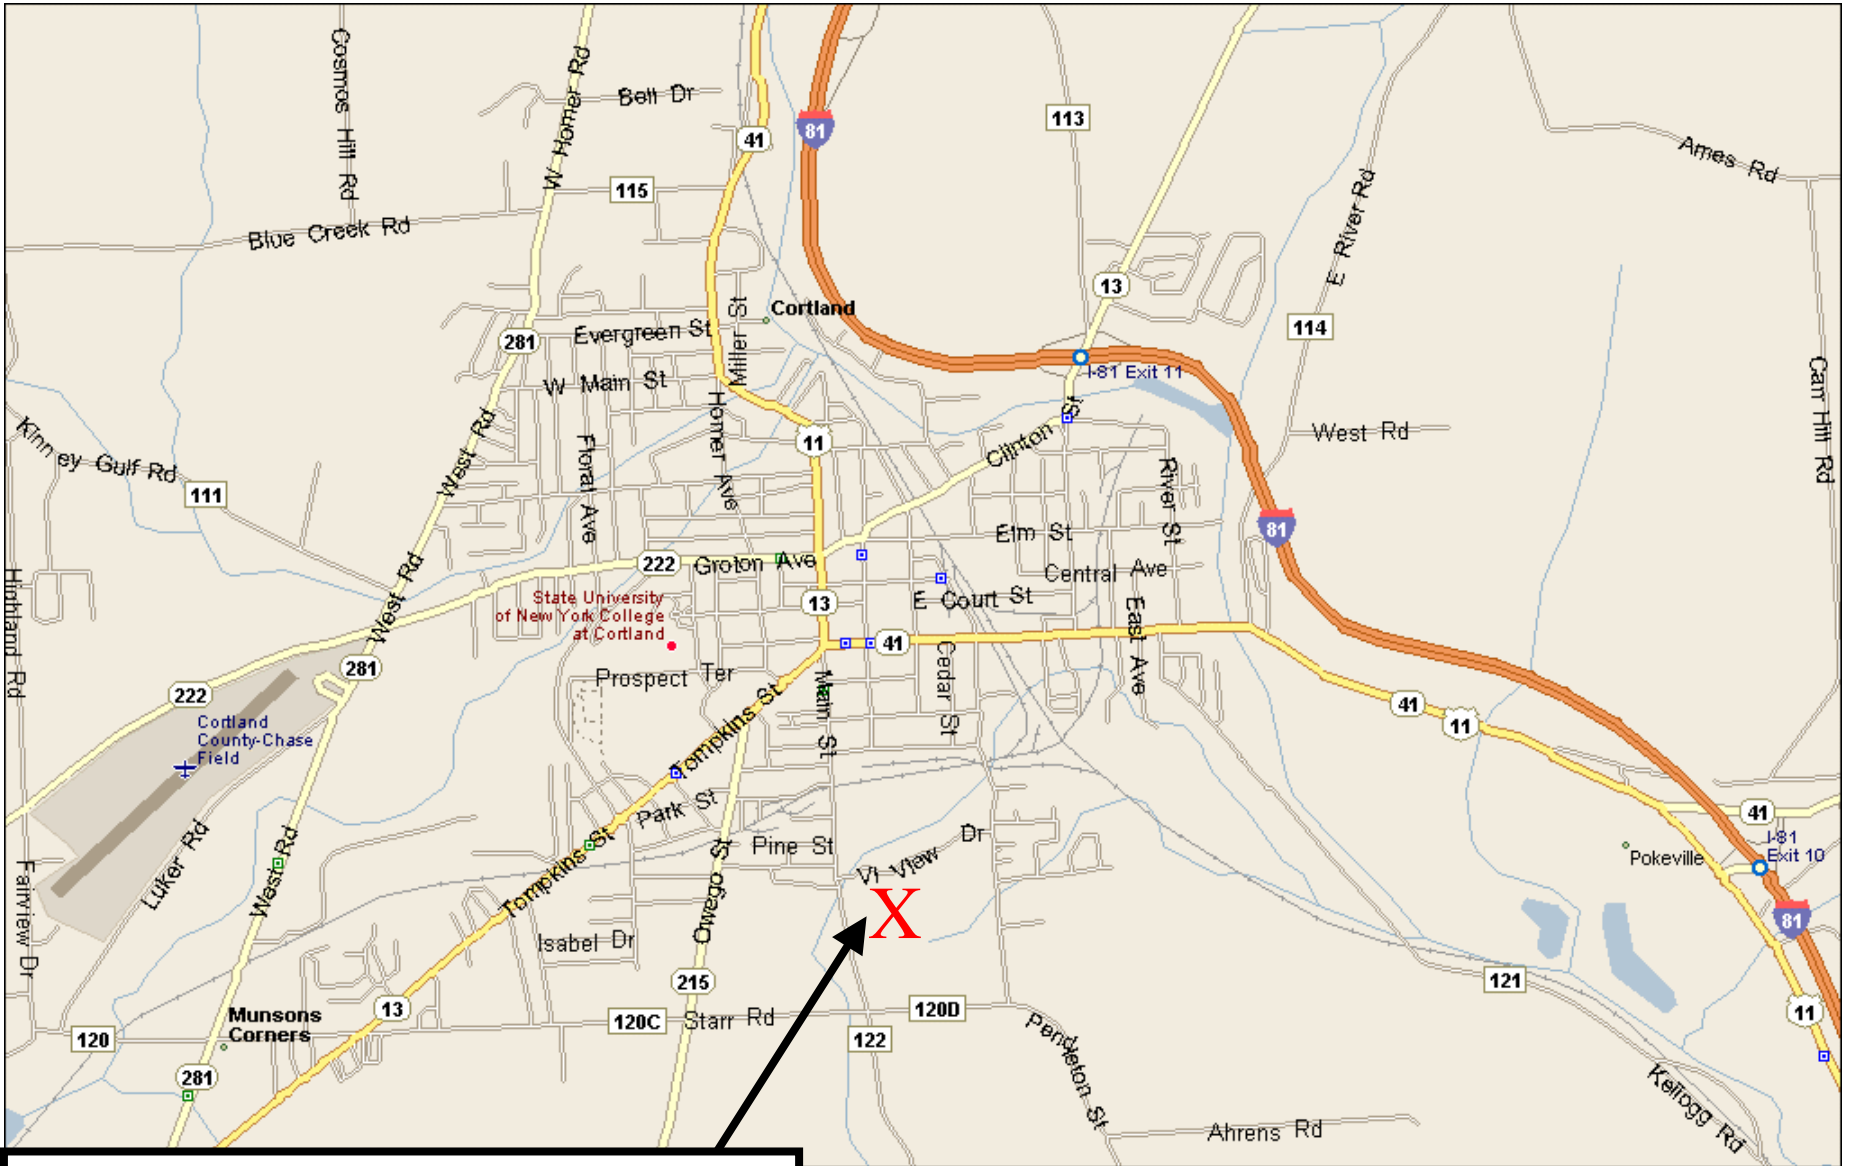 Cosmos Hill Rd
W Homer Rd
Bell Dr
41
81
113
Ames Rd
115
Blue Creek Rd
E River Rd
13
Cortland
Miller St
Evergreen St
281
114
I-81 Exit 11
W Main St
Carr Hill Rd
Homer Ave
Kinney Gulf Rd
West Rd
Floral Ave
11
Clinton St
West Rd
111
River St
81
Elm St
222
Groton Ave
Central Ave
Highland Rd
West Rd
State University
of New York College
at Cortland
13
E Court St
East Ave
41
281
Prospect Ter
Cedar St
222
Main St
Tompkins St
41
11
Cortland
County-Chase
Field
Park St
41
Luker Rd
West Rd
Tompkins St
Pine St
Dr
Vi View
I-81
Exit 10
Pokeville
Fairview Dr
Owego St
X
81
Isabel Dr
215
121
13
120C
Starr Rd
120D
11
Munsons
Corners
120
122
Pendleton St
281
Kellogg Rd
Ahrens Rd